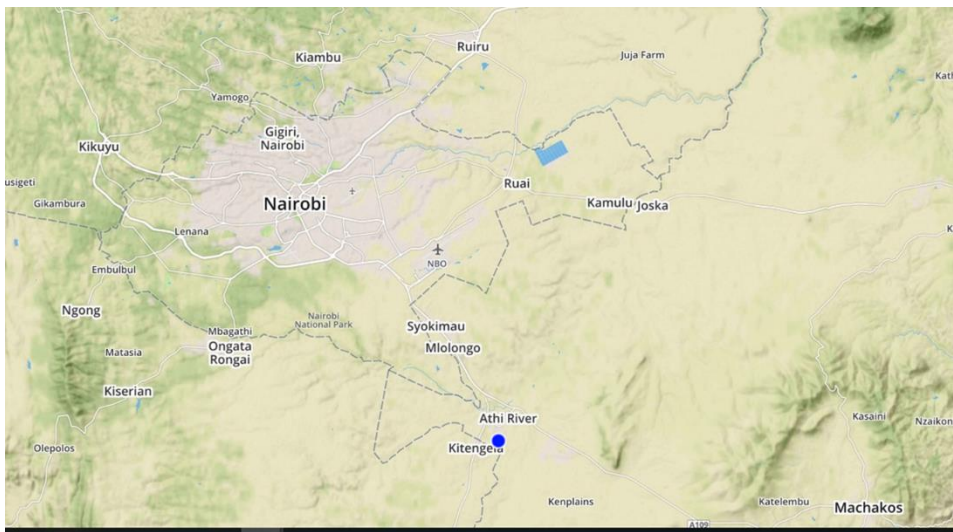 Ruiru
Kiambu
Juja Farm
Yamogo
Gigiri,
Nairobi
Kikuyu
usigeti
Gikambura
Nairobi
Ruai
Kamulu
Joska
Lenana
NBO
Embulbul
Ngong
Nairobi
National Park
Syokimau
Mbagathi
Ongata
Rongai
Matasia
Mlolongo
Kiserian
Athi River
Kasaini
Nzaikon
Olepolos
Kitengela
Kenplains
Katelembu
Machakos
A109